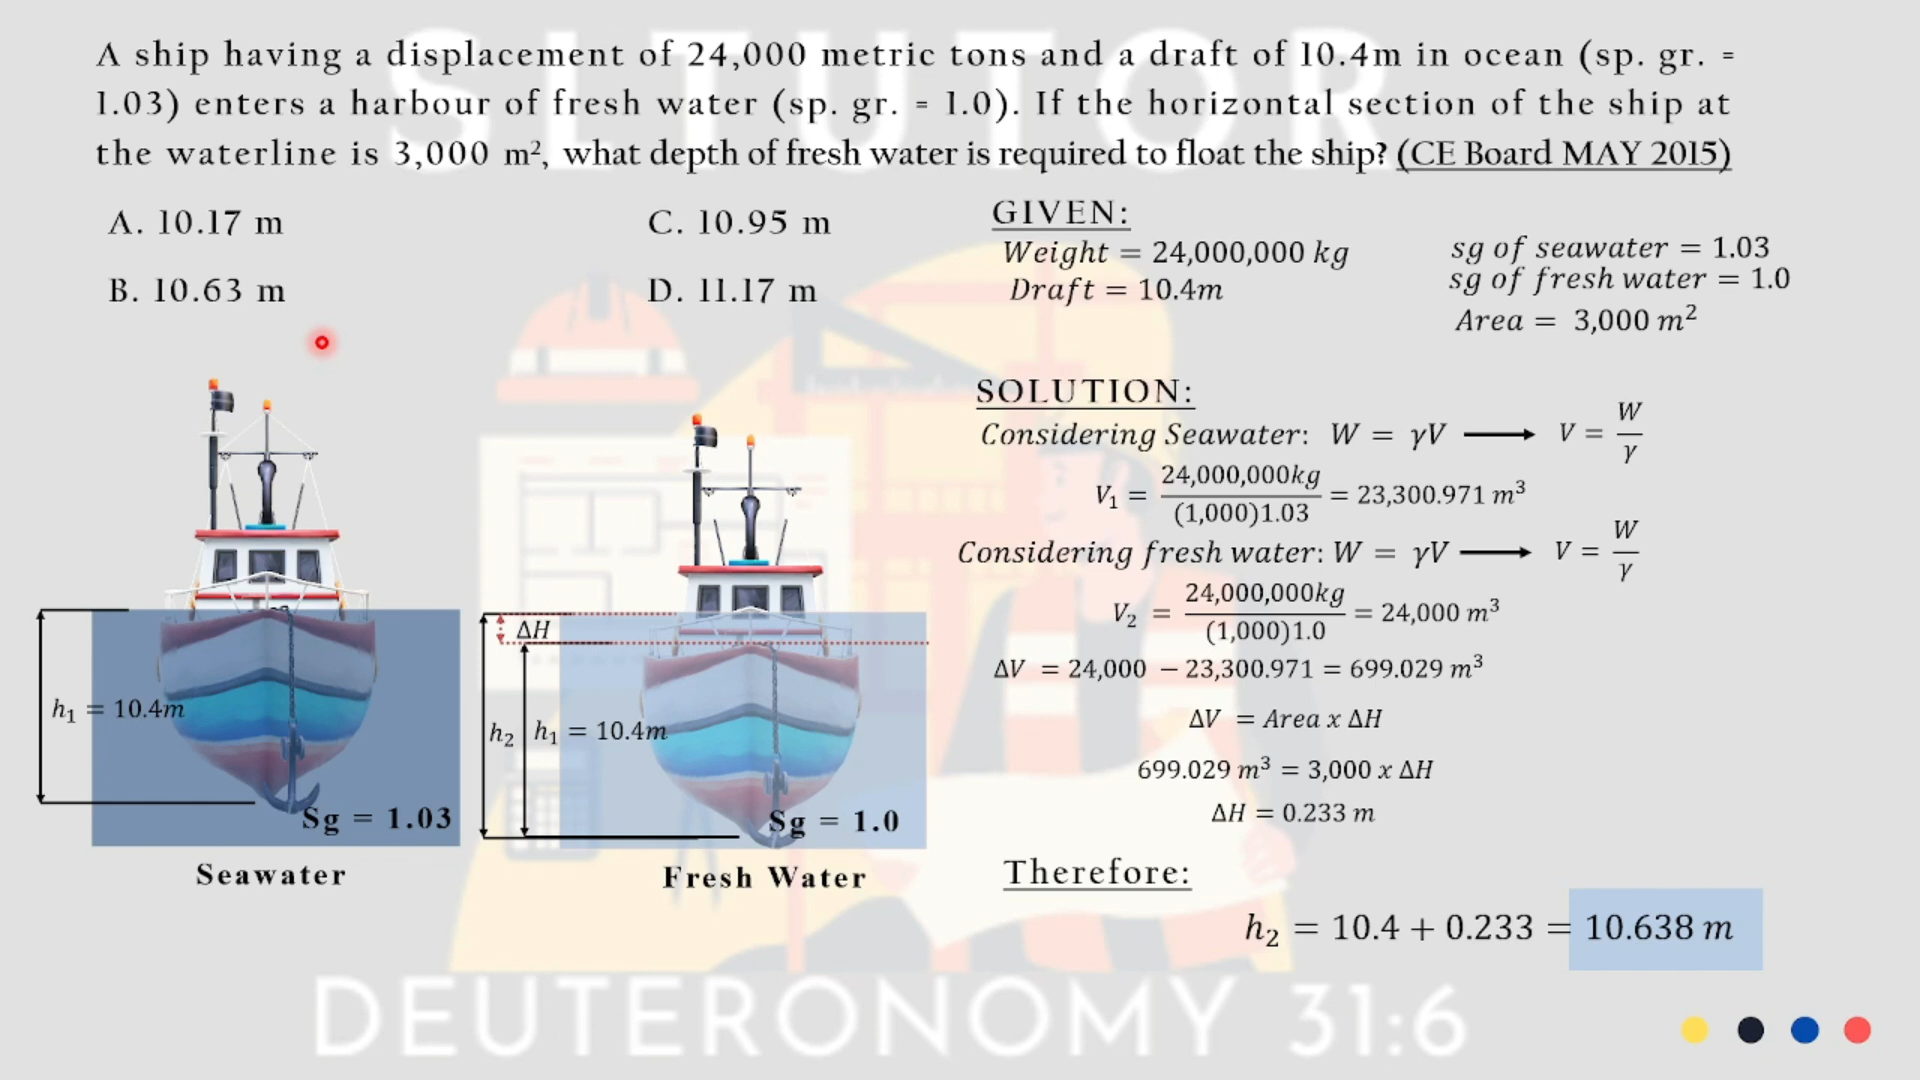 SLTUTOR
A ship having a displacement of 24,000 metric tons and a draft of 10.4m in ocean (sp. gr. =
1.03) enters a harbour of fresh water (sp. gr. = 1.0). If the horizontal section of the ship at
the waterline is 3,000 m², what depth of fresh water is required to float the ship? (CE Board MAY 2015)
A. 10.17 m
C. 10.95 m
B. 10.63 m
D. 11.17 m
GIVEN:
Weight = 24,000,000 kg
Draft = 10.4m
sg of seawater = 1.03
sg of fresh water = 1.0
Area = 3,000 m²
h₁ = 10.4m
Sg = 1.03
Seawater
ΔH
h₂
h₁ = 10.4m
Sg = 1.0
Fresh Water
SOLUTION:
Considering Seawater: W = γV ⟶ V = W/γ
V₁ = 24,000,000kg/(1,000)1.03 = 23,300.971 m³
Considering fresh water: W = γV ⟶ V = W/γ
V₂ = 24,000,000kg/(1,000)1.0 = 24,000 m³
ΔV = 24,000 − 23,300.971 = 699.029 m³
ΔV = Area x ΔH
699.029 m³ = 3,000 x ΔH
ΔH = 0.233 m
Therefore:
h₂ = 10.4 + 0.233 = 10.638 m
DEUTERONOMY 31:6